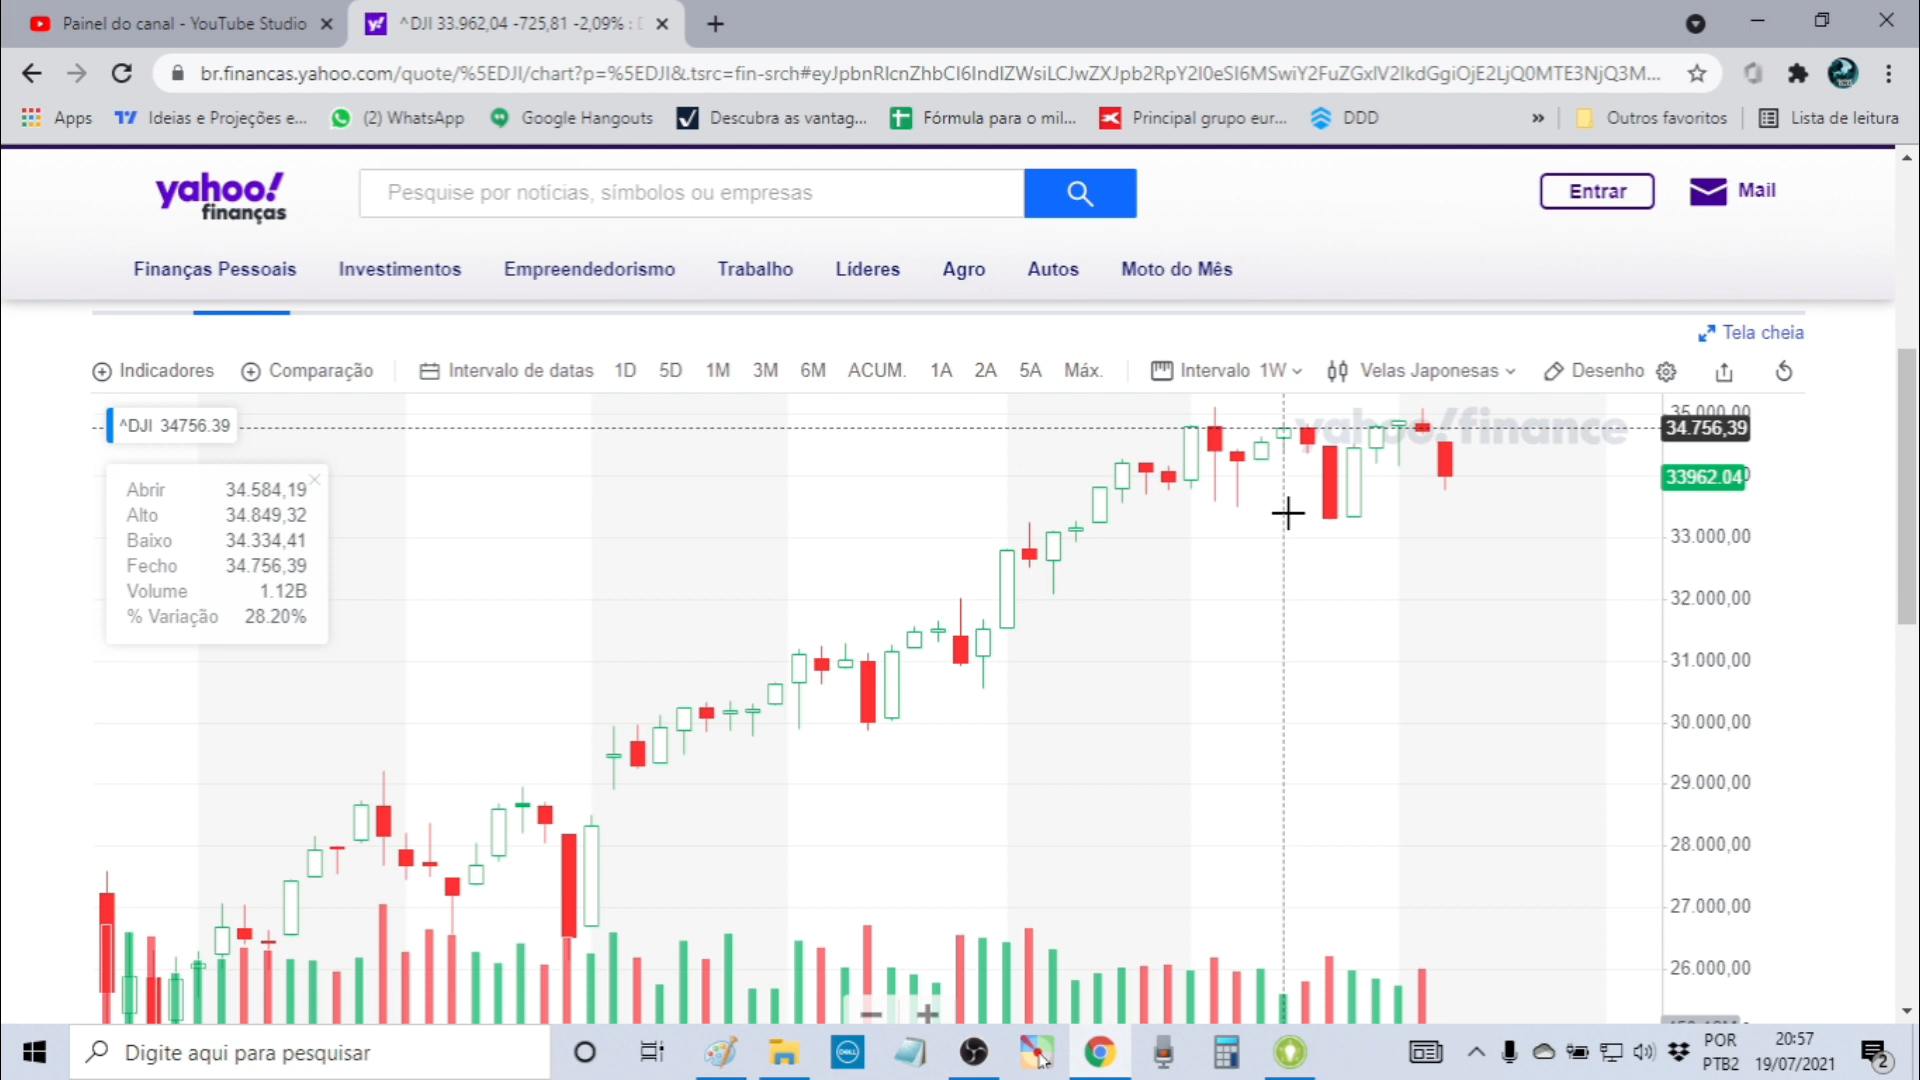 Painel do canal - YouTube Studio
^DJI 33.962,04 -725,81 -2,09% :
br.financas.yahoo.com/quote/%5EDJI/chart?p=%5EDJI&.tsrc=fin-srch#eyJpbnRlcnZhbCI6IndlZWsiLCJwZXJpb2RpY2l0eSI6MSwiY2FuZGxlV2lkdGgiOjE2LjQ0MTE3NjQ3M...
Apps
Ideias e Projeções e...
(2) WhatsApp
Google Hangouts
Descubra as vantag...
Fórmula para o mil...
Principal grupo eur...
DDD
»
Outros favoritos
Lista de leitura
yahoo!
finanças
Pesquise por notícias, símbolos ou empresas
Entrar
Mail
Finanças Pessoais
Investimentos
Empreendedorismo
Trabalho
Líderes
Agro
Autos
Moto do Mês
Tela cheia
Indicadores
Comparação
Intervalo de datas
1D
5D
1M
3M
6M
ACUM.
1A
2A
5A
Máx.
Intervalo 1W
Velas Japonesas
Desenho
^DJI 34756.39
yahoo!finance
35.000,00
34.756,39
33962.04
33.000,00
32.000,00
31.000,00
30.000,00
29.000,00
28.000,00
27.000,00
26.000,00
Abrir 34.584,19
Alto 34.849,32
Baixo 34.334,41
Fecho 34.756,39
Volume 1.12B
% Variação 28.20%
Digite aqui para pesquisar
DELL
POR
PTB2
20:57
19/07/2021
2